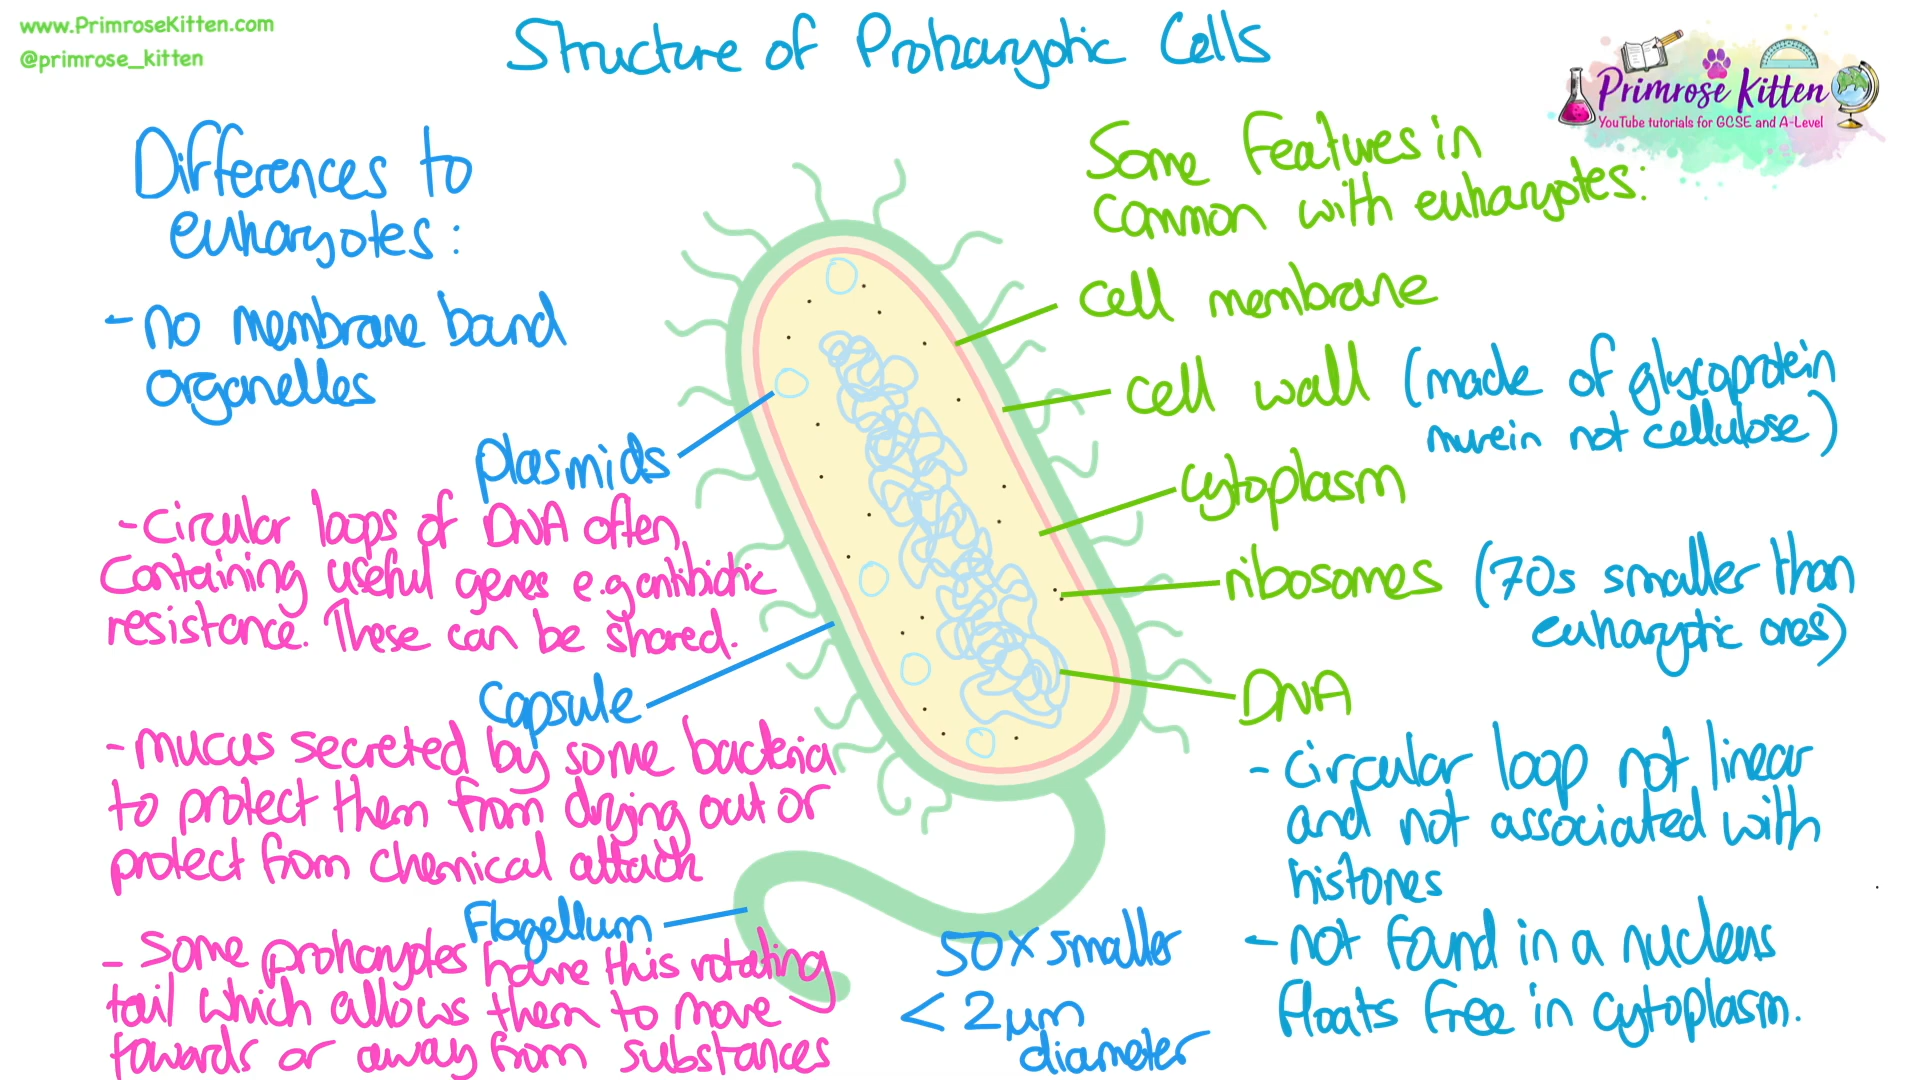 www.PrimroseKitten.com
@primrose_kitten
Structure of Prokaryotic Cells
Primrose Kitten
YouTube tutorials for GCSE and A-Level
Differences to
eukaryotes:
- no membrane band
organelles
plasmids
- circular loops of DNA often
containing useful genes e.g antibiotic
resistance. These can be shared.
Capsule
- mucus secreted by some bacteria
to protect them from drying out or
protect from chemical attack
Flagellum
- some prokaryotes have this rotating
tail which allows them to move
towards or away from substances
50x smaller
< 2µm
diameter
Some features in
common with eukaryotes:
cell membrane
cell wall (made of glycoprotein
murein not cellulose)
cytoplasm
ribosomes (70s smaller than
eukaryotic ones)
DNA
- circular loop not linear
and not associated with
histones
- not found in a nucleus
floats free in cytoplasm.